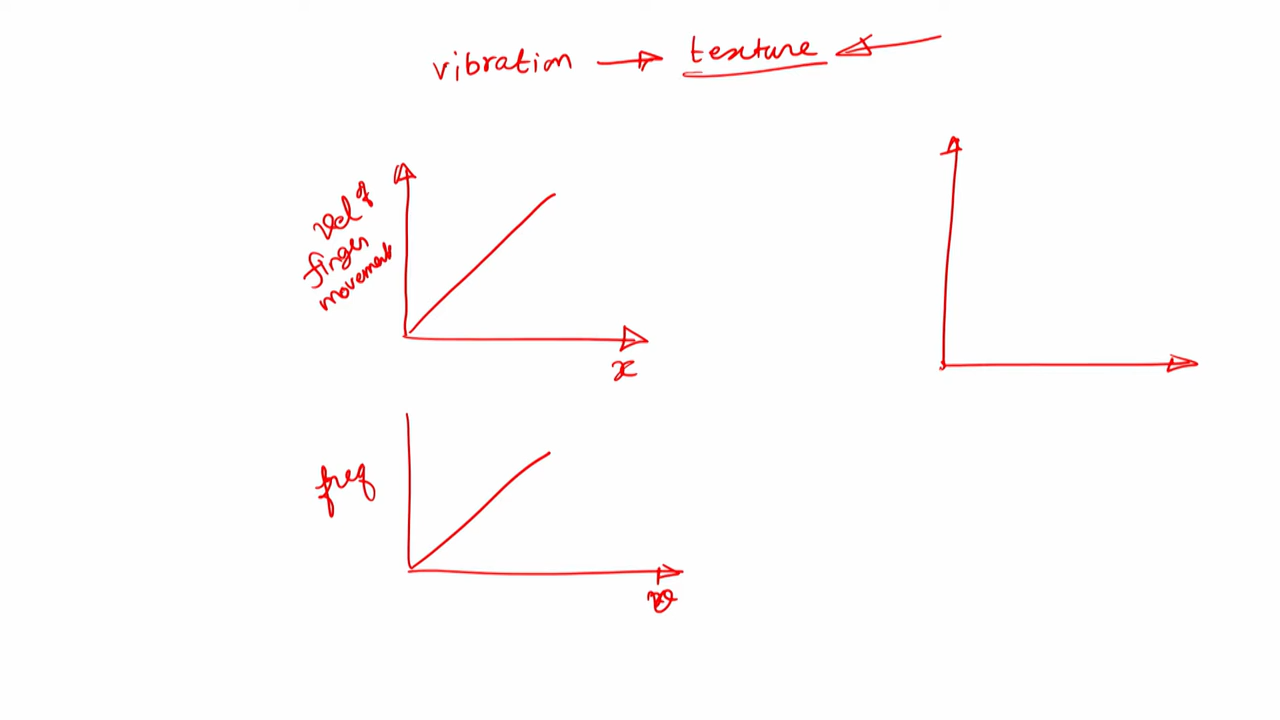 vibration → texture
vel of
finger
movement
x
freq
v